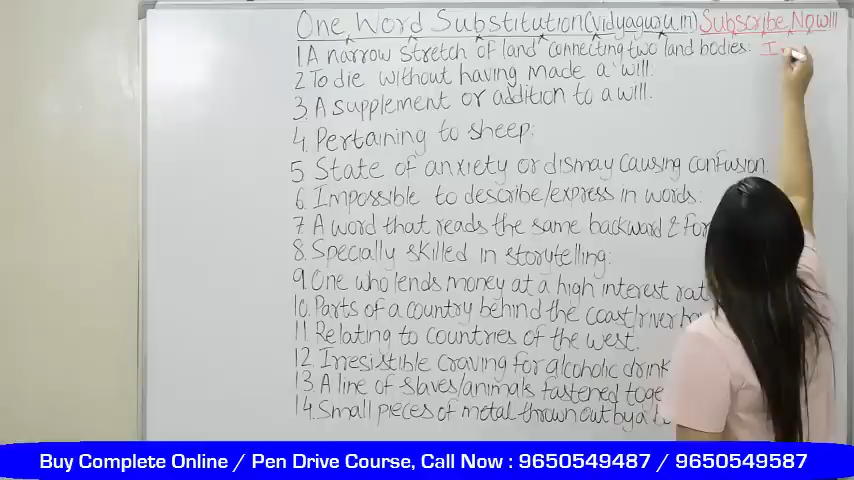 One Word Substitution (vidyaguru.in) Subscribe Now!!!
1 A narrow stretch of land connecting two land bodies: I
2 To die without having made a will.
3. A supplement or addition to a will.
4. Pertaining to sheep:
5 State of anxiety or dismay causing confusion
6. Impossible to describe/express in words:
7 A word that reads the same backward &
8. Specially skilled in storytelling:
9. One who lends money at a high interest
10. Parts of a country behind the coast/river
11. Relating to countries of the west.
12. Irresistible craving for alcoholic drink
13 A line of slaves/animals fastened
14. Small pieces of metal thrown out by a
Buy Complete Online / Pen Drive Course, Call Now : 9650549487 / 9650549587